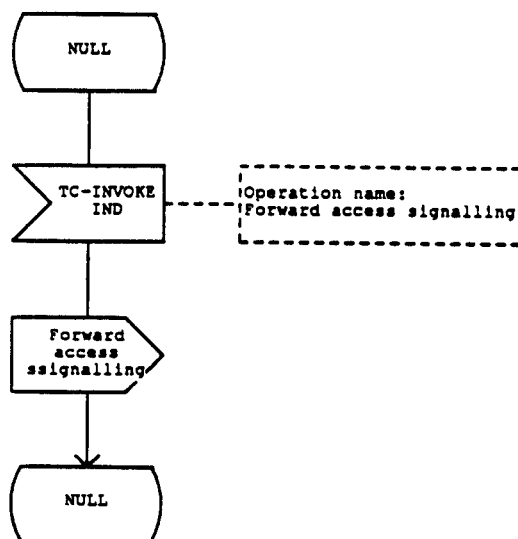 NULL
TC-INVOKE
IND
Operation name:
Forward access signalling
Forward
access
ssignalling
NULL